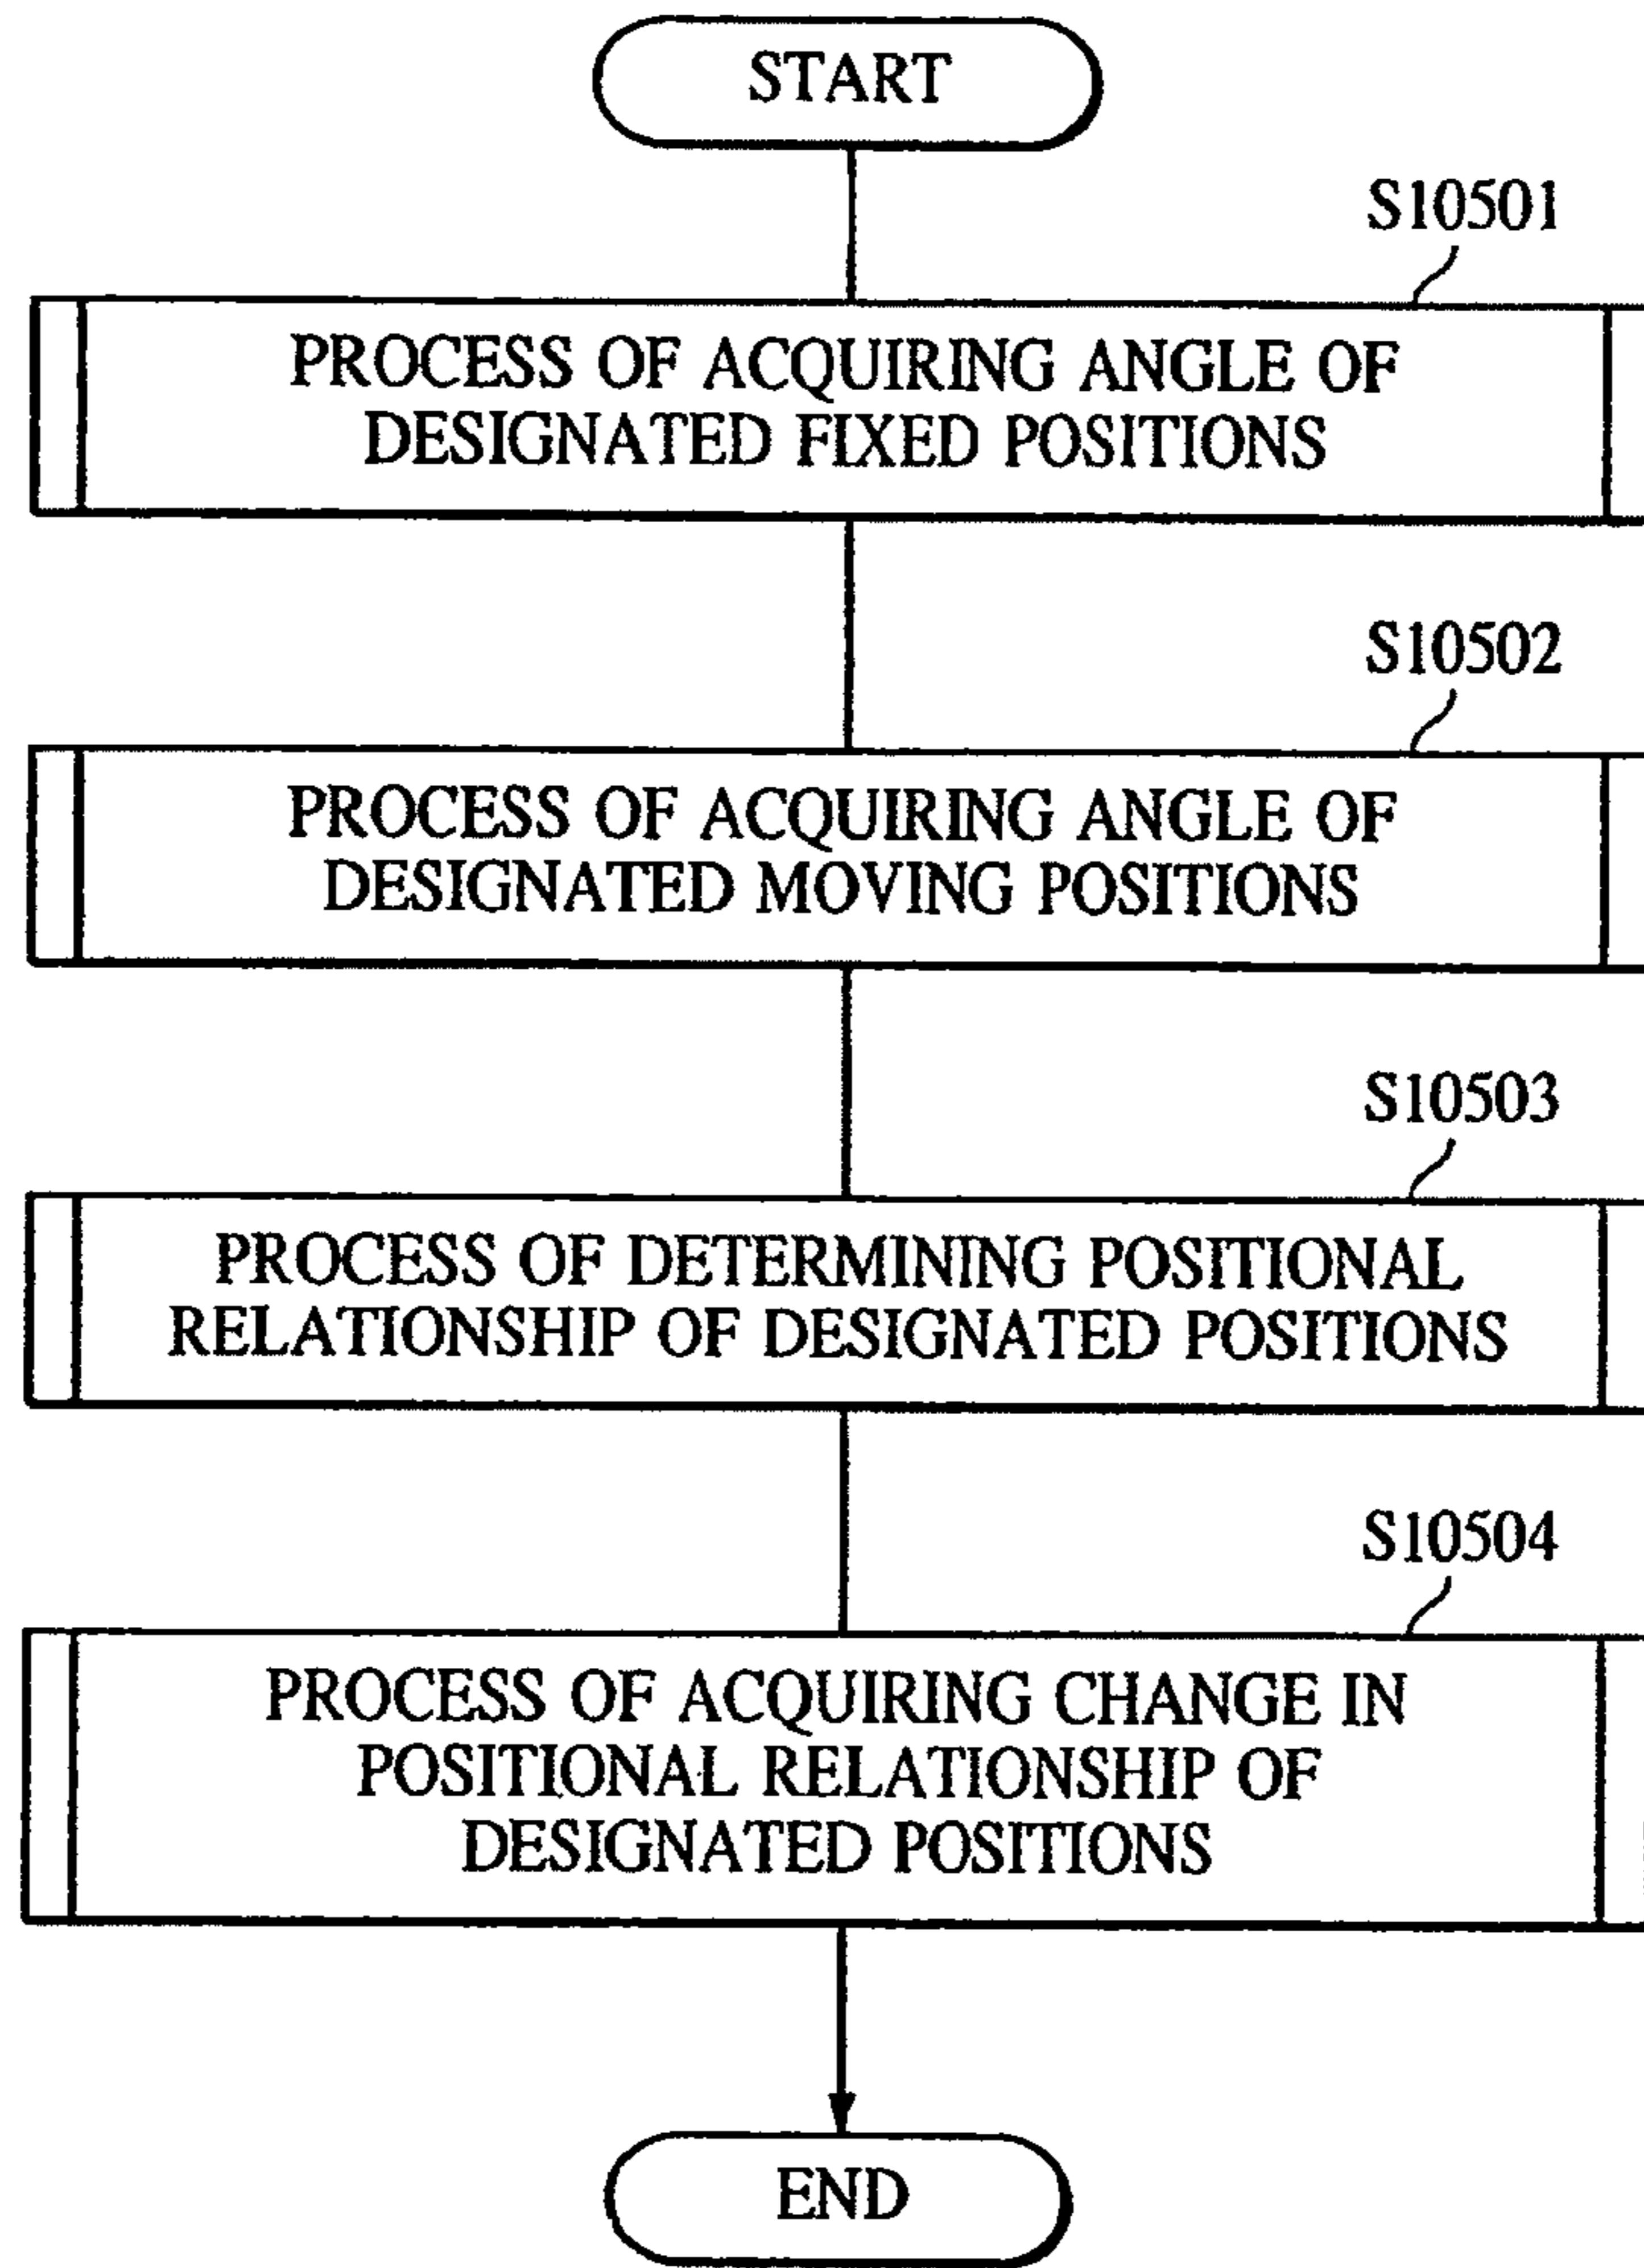 START
S10501
PROCESS OF ACQUIRING ANGLE OF
DESIGNATED FIXED POSITIONS
S10502
PROCESS OF ACQUIRING ANGLE OF
DESIGNATED MOVING POSITIONS
S10503
PROCESS OF DETERMINING POSITIONAL
RELATIONSHIP OF DESIGNATED POSITIONS
S10504
PROCESS OF ACQUIRING CHANGE IN
POSITIONAL RELATIONSHIP OF
DESIGNATED POSITIONS
END